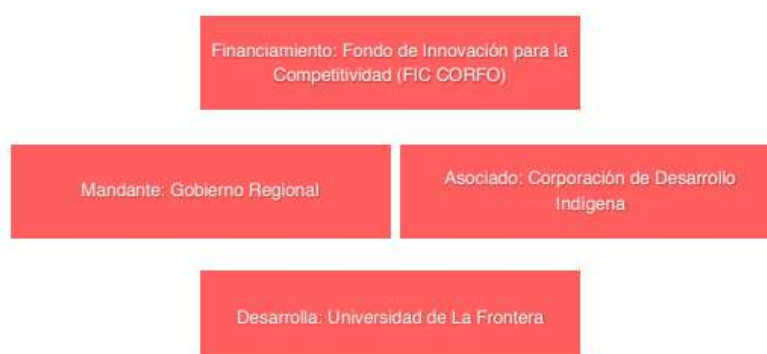 Financiamiento: Fondo de Innovación para la
Competitividad (FIC CORFO)
Mandante: Gobierno Regional
Asociado: Corporación de Desarrollo
Indígena
Desarrolla: Universidad de La Frontera